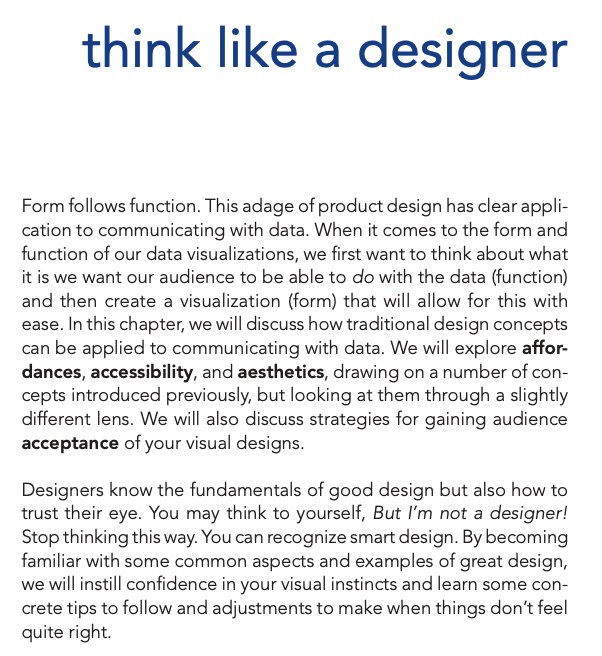 think like a designer
Form follows function. This adage of product design has clear appli-
cation to communicating with data. When it comes to the form and
function of our data visualizations, we first want to think about what
it is we want our audience to be able to do with the data (function)
and then create a visualization (form) that will allow for this with
ease. In this chapter, we will discuss how traditional design concepts
can be applied to communicating with data. We will explore affor-
dances, accessibility, and aesthetics, drawing on a number of con-
cepts introduced previously, but looking at them through a slightly
different lens. We will also discuss strategies for gaining audience
acceptance of your visual designs.
Designers know the fundamentals of good design but also how to
trust their eye. You may think to yourself, But I’m not a designer!
Stop thinking this way. You can recognize smart design. By becoming
familiar with some common aspects and examples of great design,
we will instill confidence in your visual instincts and learn some con-
crete tips to follow and adjustments to make when things don’t feel
quite right.